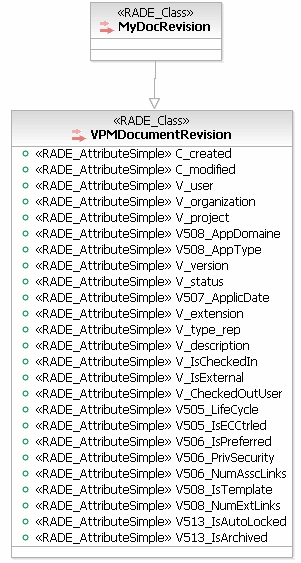 «RADE_Class»
MyDocRevision
«RADE_Class»
VPMDocumentRevision
«RADE_AttributeSimple» C_created
«RADE_AttributeSimple» C_modified
«RADE_AttributeSimple» V_user
«RADE_AttributeSimple» V_organization
«RADE_AttributeSimple» V_project
«RADE_AttributeSimple» V508_AppDomaine
«RADE_AttributeSimple» V508_AppType
«RADE_AttributeSimple» V_version
«RADE_AttributeSimple» V_status
«RADE_AttributeSimple» V507_ApplicDate
«RADE_AttributeSimple» V_extension
«RADE_AttributeSimple» V_type_rep
«RADE_AttributeSimple» V_description
«RADE_AttributeSimple» V_IsCheckedIn
«RADE_AttributeSimple» V_IsExternal
«RADE_AttributeSimple» V_CheckedOutUser
«RADE_AttributeSimple» V505_LifeCycle
«RADE_AttributeSimple» V505_IsECCtrled
«RADE_AttributeSimple» V506_IsPreferred
«RADE_AttributeSimple» V506_PrivSecurity
«RADE_AttributeSimple» V506_NumAsscLinks
«RADE_AttributeSimple» V508_IsTemplate
«RADE_AttributeSimple» V508_NumExtLinks
«RADE_AttributeSimple» V513_IsAutoLocked
«RADE_AttributeSimple» V513_IsArchived